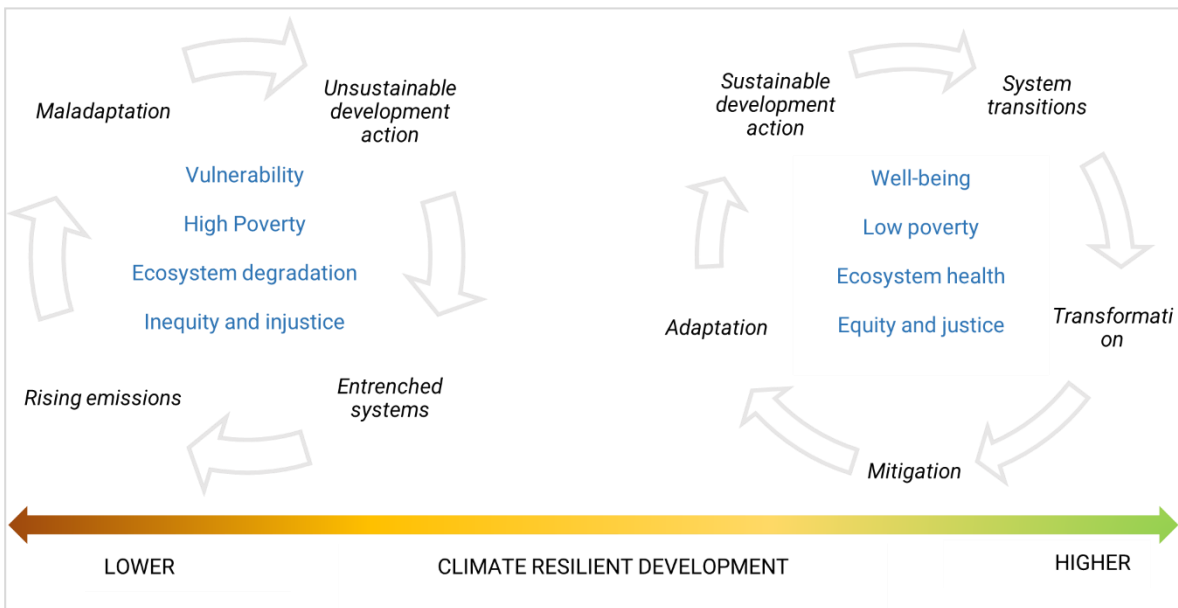 Maladaptation
Unsustainable
development
action
Vulnerability
High Poverty
Ecosystem degradation
Inequity and injustice
Rising emissions
Entrenched
systems
Sustainable
development
action
System
transitions
Well-being
Low poverty
Ecosystem health
Equity and justice
Adaptation
Transformati
on
Mitigation
LOWER
CLIMATE RESILIENT DEVELOPMENT
HIGHER